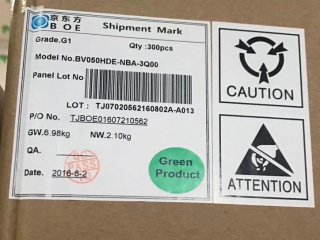 京东方
BOE
Shipment Mark
Grade.G1
Qty :300pcs
Model No.BV050HDE-NBA-3Q00
Panel Lot No
LOT : TJ07020562160802A-A013
P/O No. TJBOE01607210562
GW.6.98kg NW.2.10kg
QA.
PASS
Date. 2016-8-2
Green
Product
CAUTION
ATTENTION